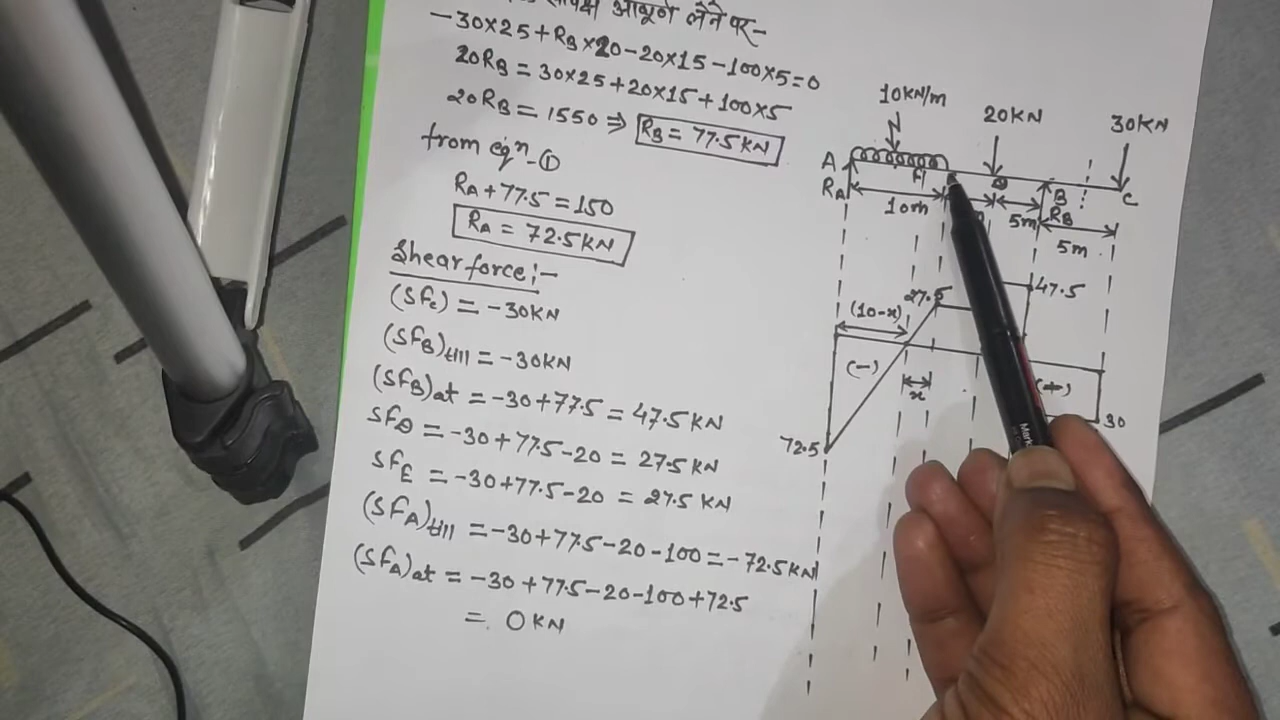 सापेक्ष आघूर्ण लेने पर-
-30×25+RB×20-20×15-100×5=0
20RB = 30×25+20×15+100×5
20RB = 1550 ⇒ RB = 77.5KN
from eqn-①
RA+77.5=150
RA = 72.5KN
Shear force:-
(SFc) = -30KN
(SFB)till = -30KN
(SFB)at = -30+77.5 = 47.5KN
SFD = -30+77.5-20 = 27.5KN
SFE = -30+77.5-20 = 27.5 KN
(SFA)till = -30+77.5-20-100=-72.5KN
(SFA)at = -30+77.5-20-100+72.5
= 0KN
10KN/m
20KN
30KN
A
B
C
RA
10m
5m
RB
5m
27.5
47.5
(10-x)
(-)
x
(+)
72.5
30